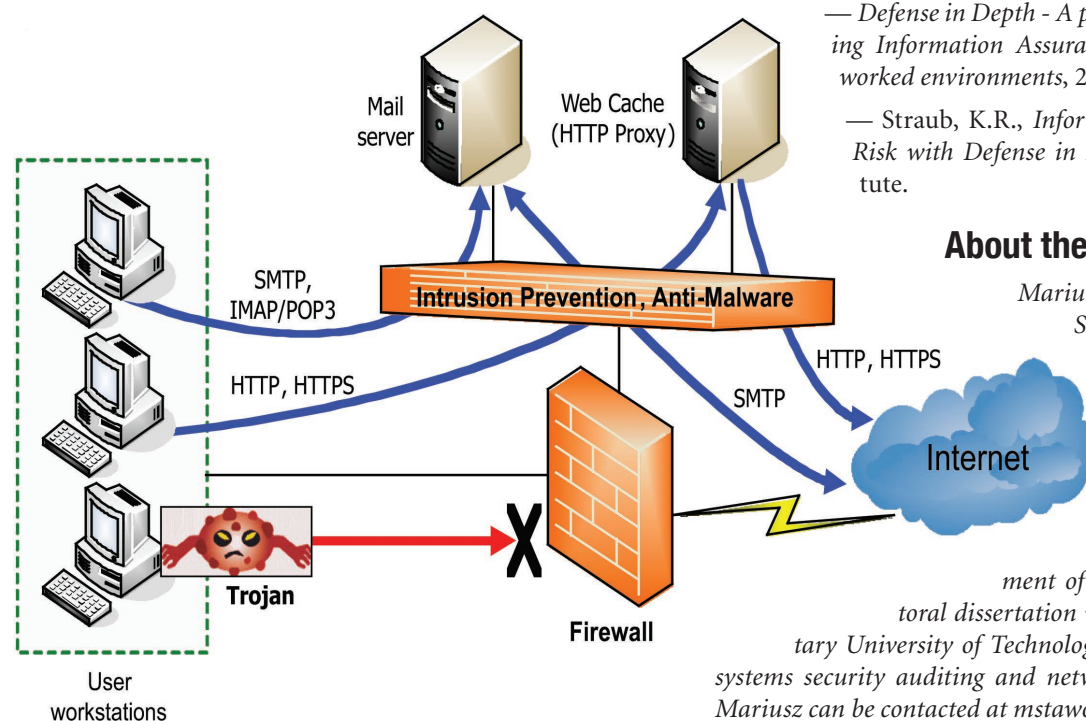 Mail
server
Web Cache
(HTTP Proxy)
SMTP,
IMAP/POP3
Intrusion Prevention, Anti-Malware
HTTP, HTTPS
HTTP, HTTPS
SMTP
Internet
Trojan
X
Firewall
User
workstations
— Defense in Depth - A p
ing Information Assura
worked environments, 2
— Straub, K.R., Infor
Risk with Defense in
tute.
About the
Mariu
S
ment of
toral dissertation
tary University of Technolog
systems security auditing and netw
Mariusz can be contacted at mstawo